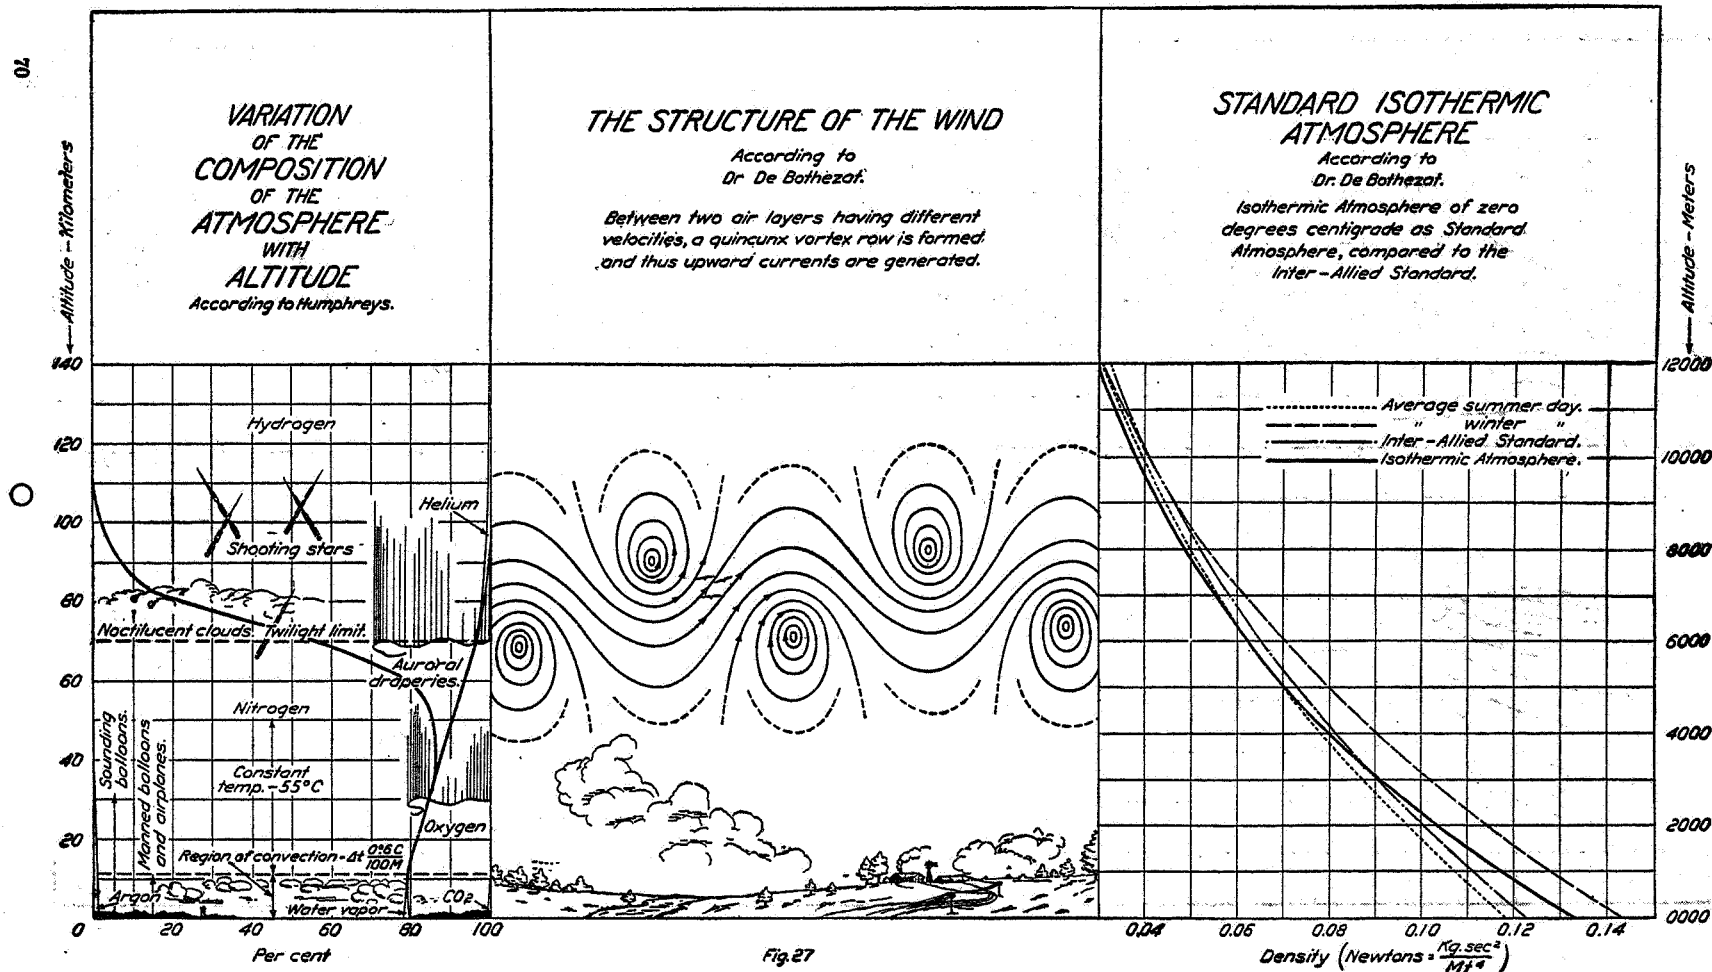 70
VARIATION
OF THE
COMPOSITION
OF THE
ATMOSPHERE
WITH
ALTITUDE
According to Humphreys.
Altitude-Kilometers
140
120
100
80
60
40
20
0
Hydrogen
Helium
Shooting stars
Noctilucent clouds. Twilight limit.
Auroral
draperies.
Nitrogen
Sounding
balloons.
Manned balloons
and airplanes.
Constant
temp.-55°C
Oxygen
Region of convection-Δt 0°.6C/100M
Argon
CO2
Water vapor
20 40 60 80 100
Per cent
THE STRUCTURE OF THE WIND
According to
Dr De Bothezat.
Between two air layers having different
velocities, a quincunx vortex row is formed
and thus upward currents are generated.
Fig. 27
STANDARD ISOTHERMIC
ATMOSPHERE
According to
Dr. De Bothezat.
Isothermic Atmosphere of zero
degrees centigrade as Standard
Atmosphere, compared to the
Inter-Allied Standard.
Altitude-Meters
12000
10000
8000
6000
4000
2000
0000
Average summer day.
" winter "
Inter-Allied Standard.
Isothermic Atmosphere.
0.04 0.06 0.08 0.10 0.12 0.14
Density (Newtons = Kg.sec²/Mt⁴)